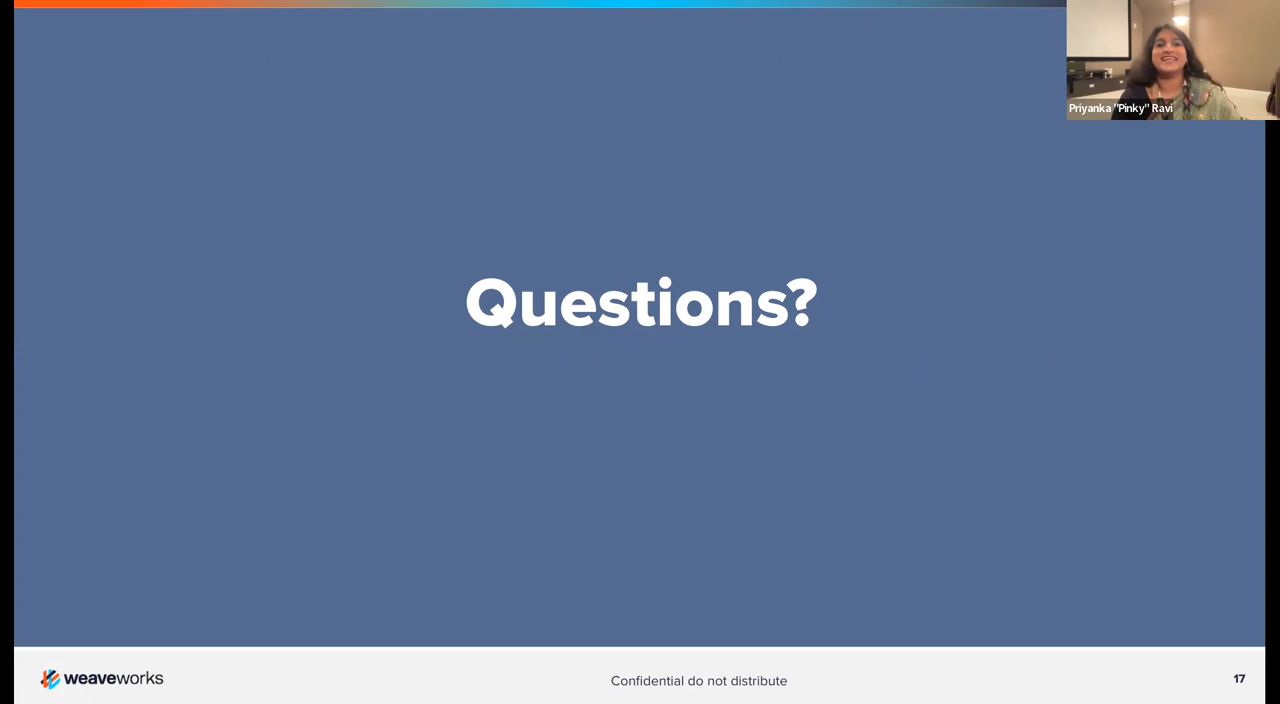 Priyanka "Pinky" Ravi
Questions?
weaveworks
Confidential do not distribute
17